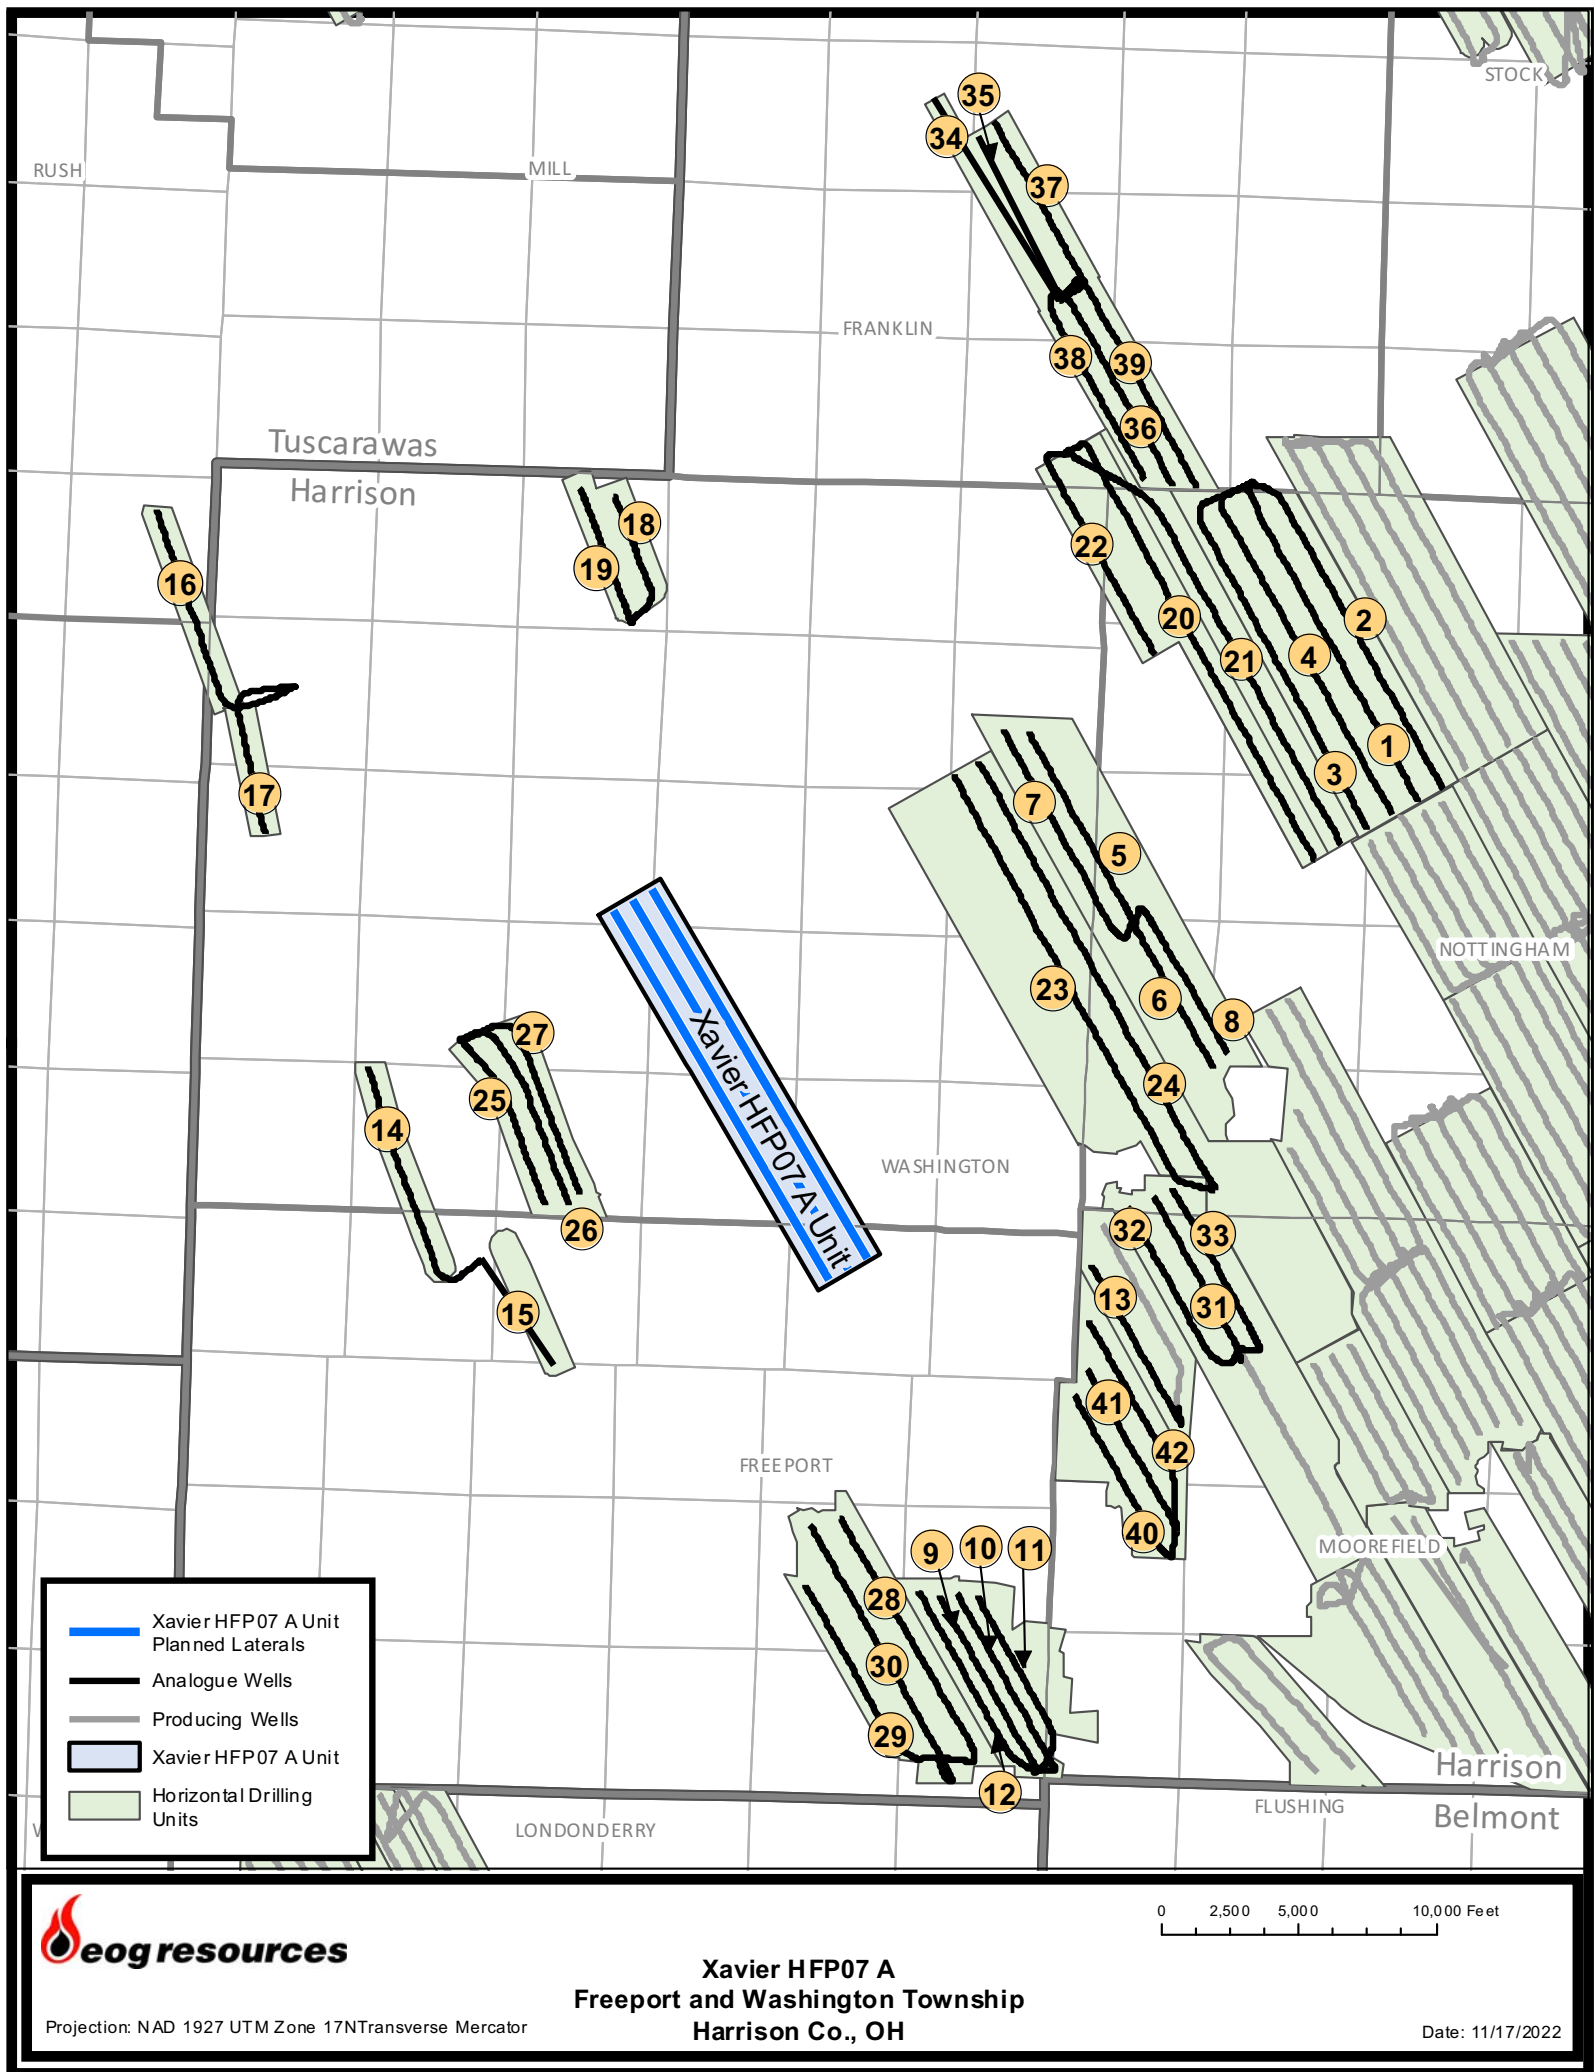 STOCK
35
34
RUSH
MILL
37
FRANKLIN
38
39
36
Tuscarawas
Harrison
18
19
22
16
20
2
21
4
1
3
17
7
5
NOTTINGHAM
23
6
8
27
25
24
14
Xavier HFP07 A Unit
WASHINGTON
26
32
33
13
31
15
41
42
FREEPORT
40
9
10
11
MOOREFIELD
28
30
29
12
Harrison
Belmont
FLUSHING
LONDONDERRY
W
Xavier HFP07 A Unit
Planned Laterals
Analogue Wells
Producing Wells
Xavier HFP07 A Unit
Horizontal Drilling
Units
eog resources
0 2,500 5,000 10,000 Feet
Xavier HFP07 A
Freeport and Washington Township
Harrison Co., OH
Projection: NAD 1927 UTM Zone 17NTransverse Mercator
Date: 11/17/2022